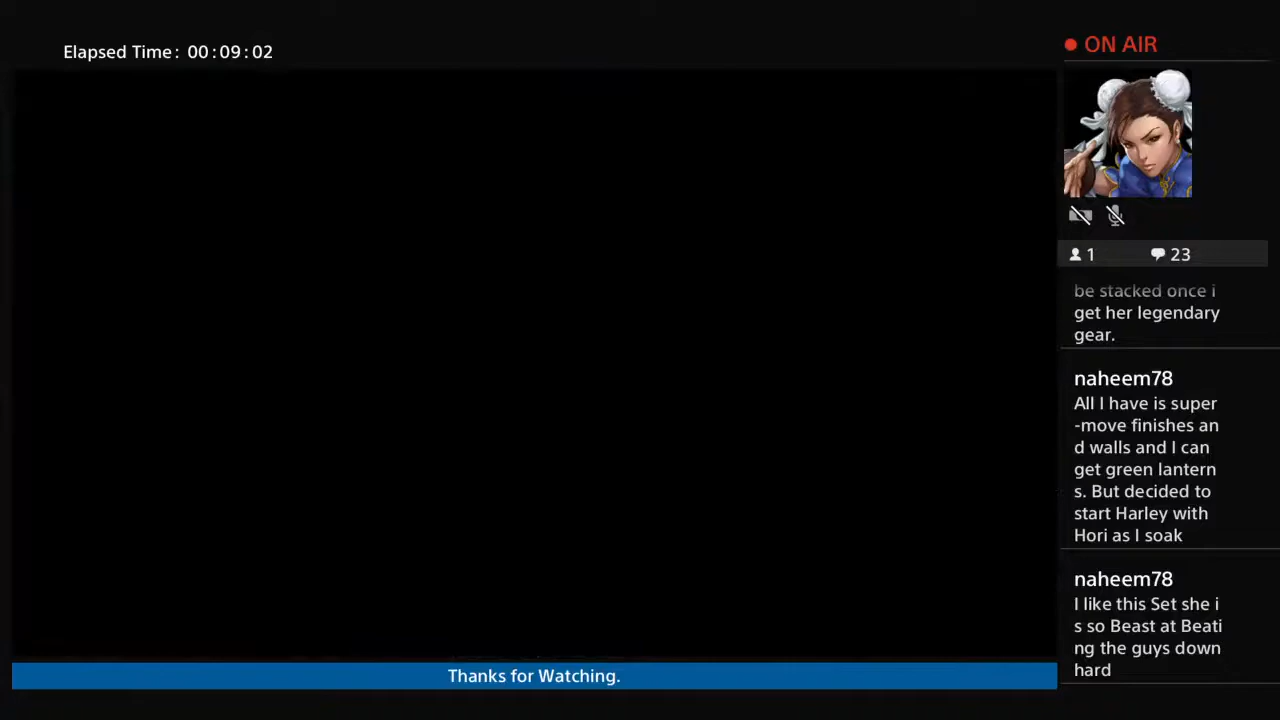 Elapsed Time: 00:09:02
ON AIR
1
23
be stacked once i
get her legendary
gear.
naheem78
All I have is super
-move finishes an
d walls and I can
get green lantern
s. But decided to
start Harley with
Hori as I soak
naheem78
I like this Set she i
s so Beast at Beati
ng the guys down
hard
Thanks for Watching.